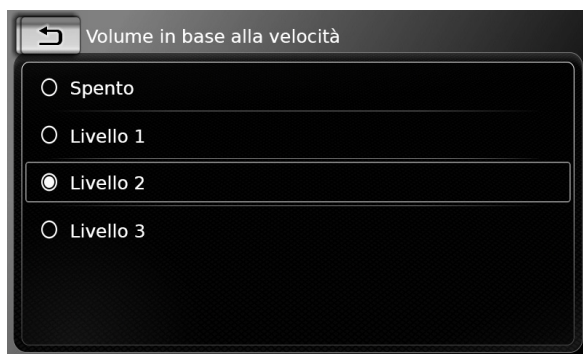 Volume in base alla velocità
Spento
Livello 1
Livello 2
Livello 3